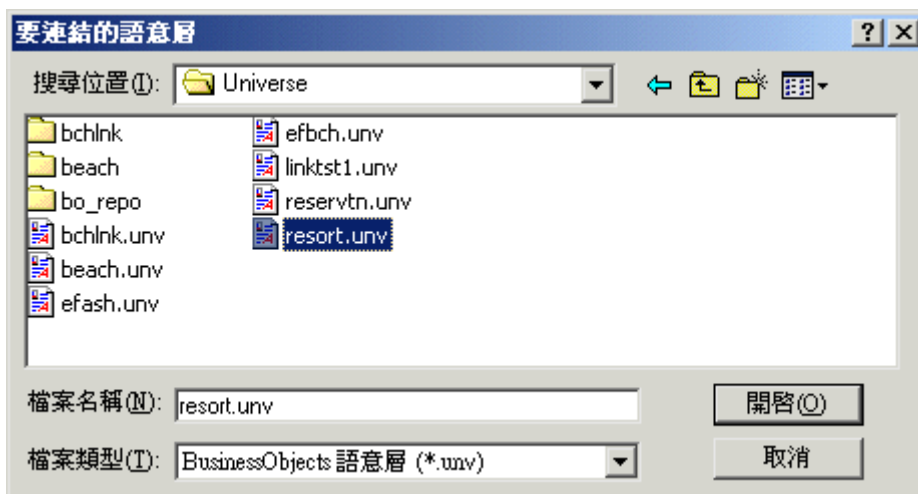 要連結的語意層
搜尋位置(I): Universe
bchlnk
beach
bo_repo
bchlnk.unv
beach.unv
efash.unv
efbch.unv
linktst1.unv
reservtn.unv
resort.unv
檔案名稱(N): resort.unv
開啓(O)
檔案類型(T): BusinessObjects 語意層 (*.unv)
取消